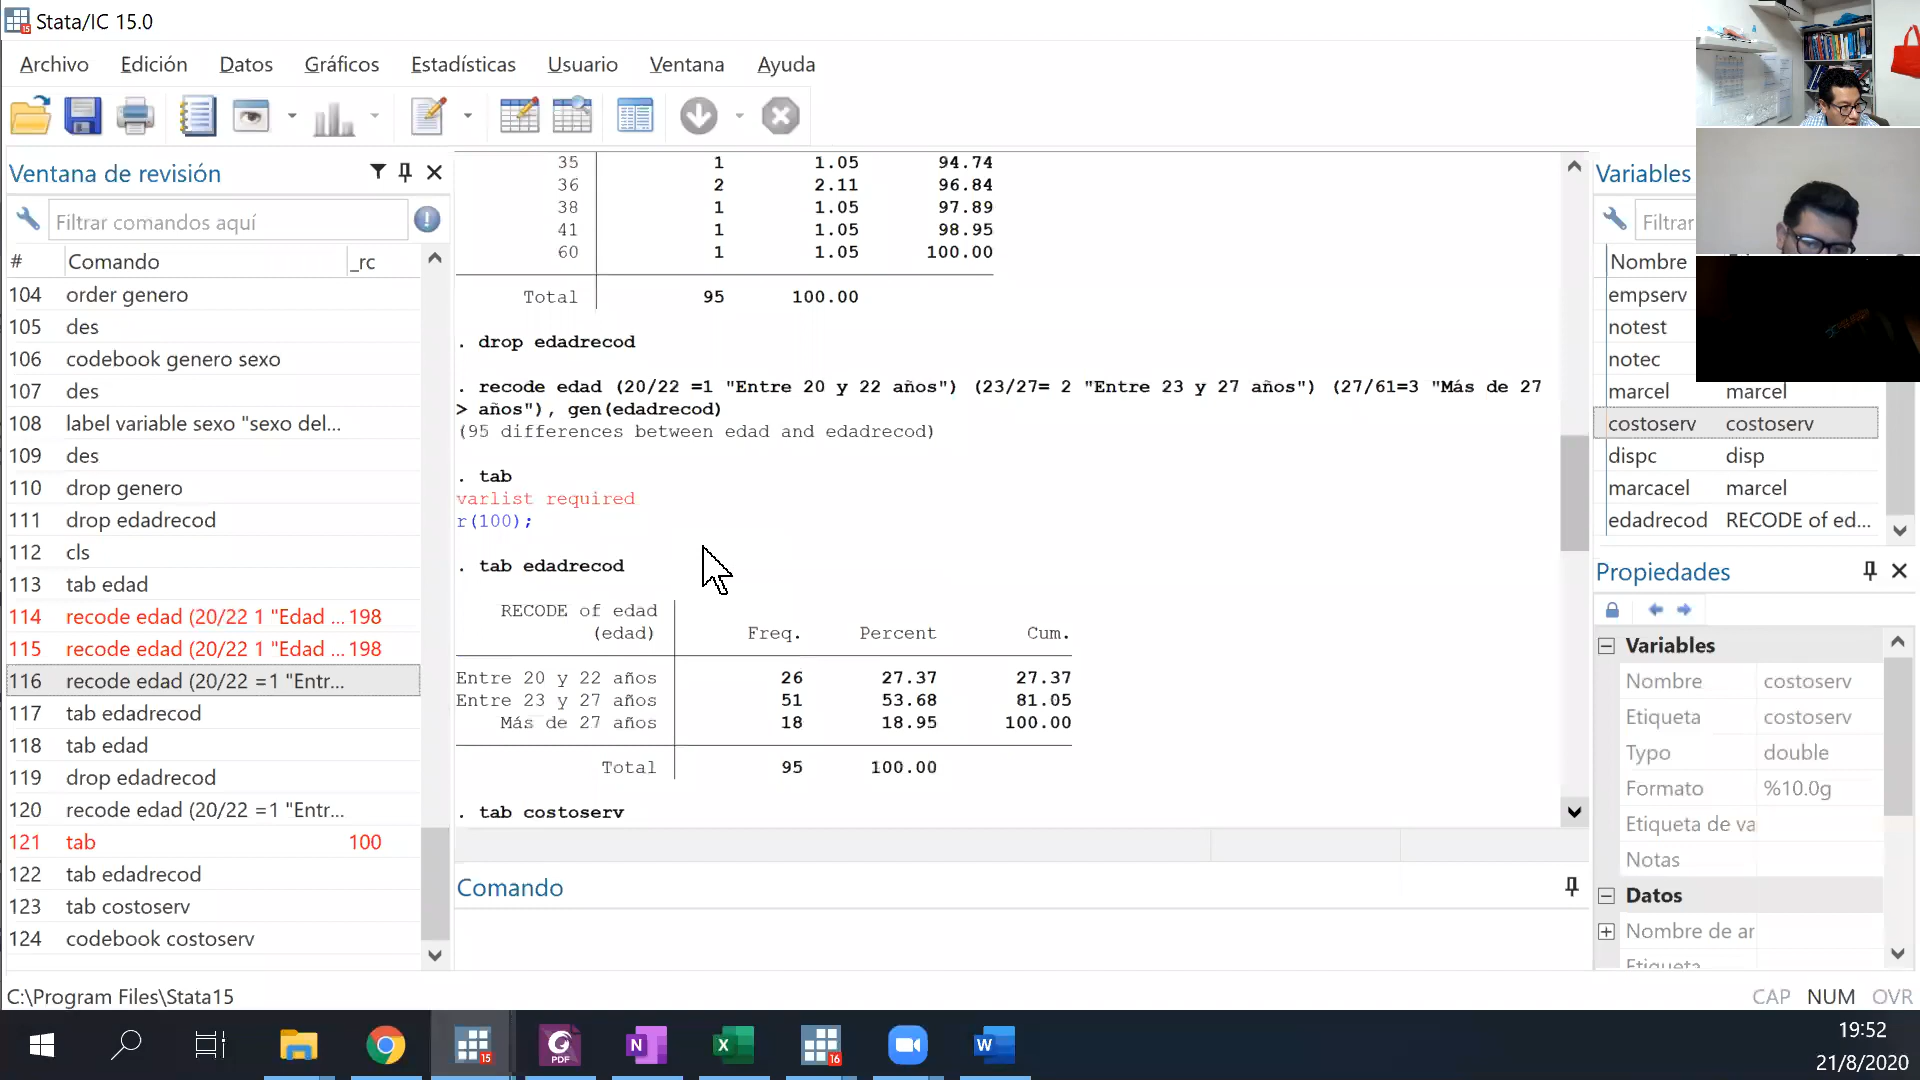 Stata/IC 15.0
Archivo Edición Datos Gráficos Estadísticas Usuario Ventana Ayuda
Ventana de revisión
Filtrar comandos aquí
# Comando _rc
104 order genero
105 des
106 codebook genero sexo
107 des
108 label variable sexo "sexo del...
109 des
110 drop genero
111 drop edadrecod
112 cls
113 tab edad
114 recode edad (20/22 1 "Edad ... 198
115 recode edad (20/22 1 "Edad ... 198
116 recode edad (20/22 =1 "Entr...
117 tab edadrecod
118 tab edad
119 drop edadrecod
120 recode edad (20/22 =1 "Entr...
121 tab 100
122 tab edadrecod
123 tab costoserv
124 codebook costoserv
35 1 1.05 94.74
36 2 2.11 96.84
38 1 1.05 97.89
41 1 1.05 98.95
60 1 1.05 100.00
Total 95 100.00
. drop edadrecod
. recode edad (20/22 =1 "Entre 20 y 22 años") (23/27= 2 "Entre 23 y 27 años") (27/61=3 "Más de 27
> años"), gen(edadrecod)
(95 differences between edad and edadrecod)
. tab
varlist required
r(100);
. tab edadrecod
RECODE of edad
(edad) Freq. Percent Cum.
Entre 20 y 22 años 26 27.37 27.37
Entre 23 y 27 años 51 53.68 81.05
Más de 27 años 18 18.95 100.00
Total 95 100.00
. tab costoserv
Comando
Variables
Filtrar
Nombre
empserv
notest
notec
marcel marcel
costoserv costoserv
dispc disp
marcacel marcel
edadrecod RECODE of ed...
Propiedades
Variables
Nombre costoserv
Etiqueta costoserv
Typo double
Formato %10.0g
Etiqueta de va
Notas
Datos
Nombre de ar
Etiqueta
C:\Program Files\Stata15
CAP NUM OVR
15
PDF
N
X
16
W
19:52
21/8/2020